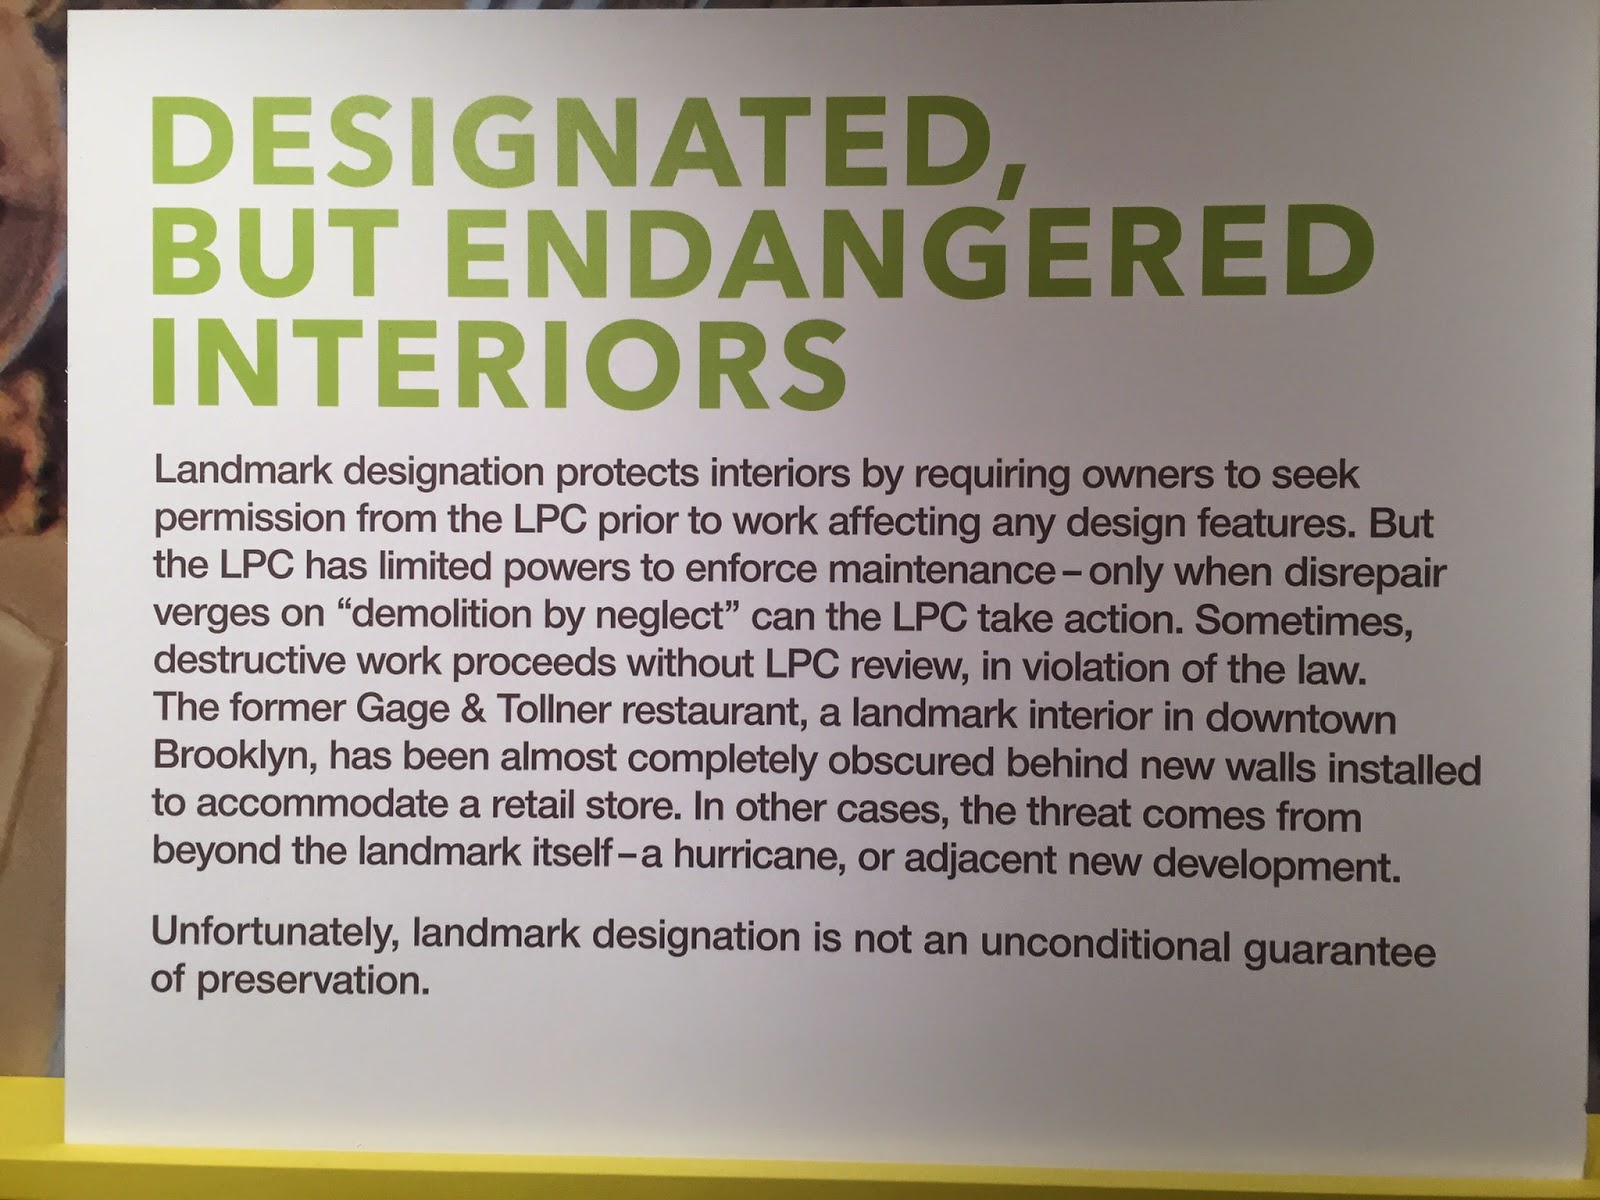 DESIGNATED,
BUT ENDANGERED
INTERIORS
Landmark designation protects interiors by requiring owners to seek
permission from the LPC prior to work affecting any design features. But
the LPC has limited powers to enforce maintenance – only when disrepair
verges on “demolition by neglect” can the LPC take action. Sometimes,
destructive work proceeds without LPC review, in violation of the law.
The former Gage & Tollner restaurant, a landmark interior in downtown
Brooklyn, has been almost completely obscured behind new walls installed
to accommodate a retail store. In other cases, the threat comes from
beyond the landmark itself – a hurricane, or adjacent new development.
Unfortunately, landmark designation is not an unconditional guarantee
of preservation.